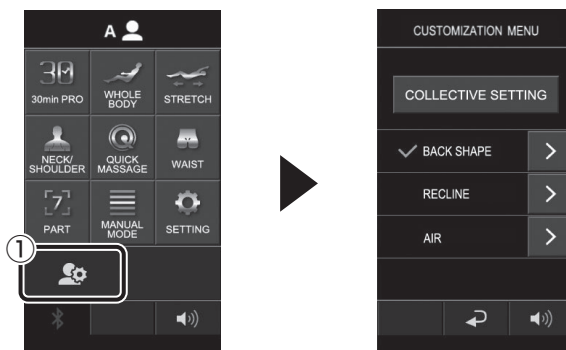 A
30
30min PRO
WHOLE
BODY
STRETCH
NECK/
SHOULDER
QUICK
MASSAGE
WAIST
7
PART
MANUAL
MODE
SETTING
①
CUSTOMIZATION MENU
COLLECTIVE SETTING
BACK SHAPE
RECLINE
AIR